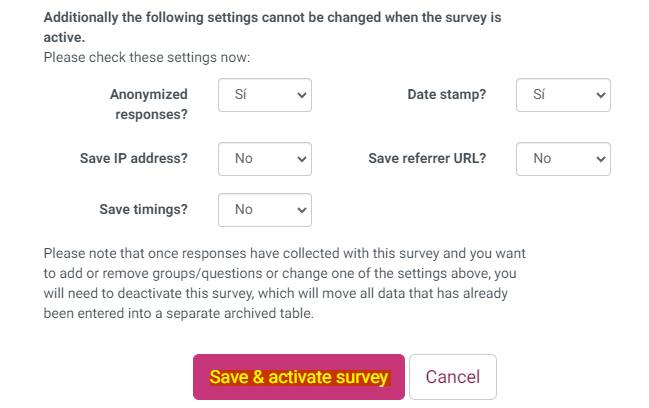 Additionally the following settings cannot be changed when the survey is
active.
Please check these settings now:
Anonymized
responses?
Sí
Date stamp?
Sí
Save IP address?
No
Save referrer URL?
No
Save timings?
No
Please note that once responses have collected with this survey and you want
to add or remove groups/questions or change one of the settings above, you
will need to deactivate this survey, which will move all data that has already
been entered into a separate archived table.
Save & activate survey
Cancel